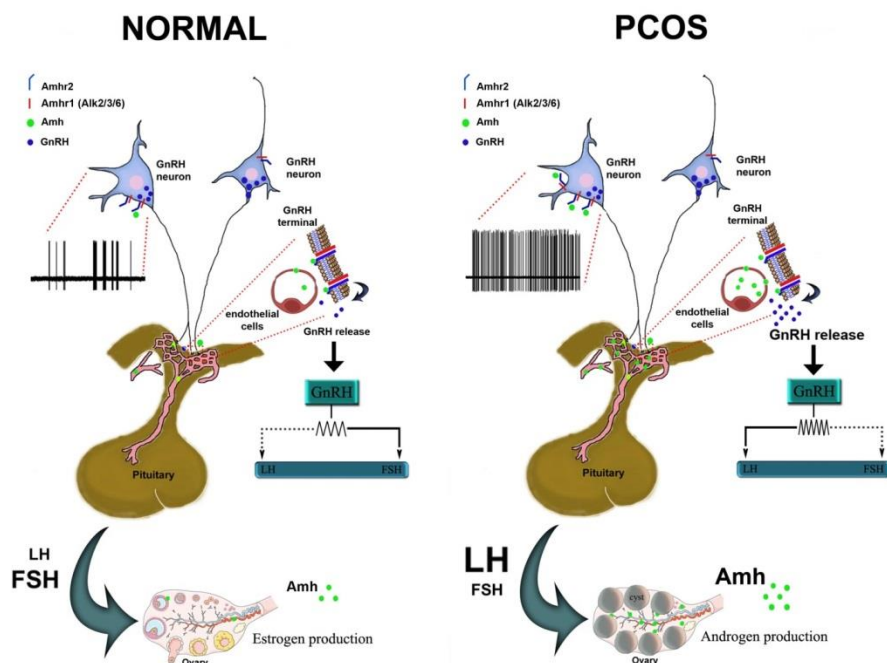 NORMAL
Amhr2
Amhr1 (Alk2/3/6)
Amh
GnRH
GnRH
neuron
GnRH
neuron
GnRH
terminal
endothelial
cells
GnRH release
GnRH
LH
FSH
Pituitary
LH
FSH
Amh
Estrogen production
Ovary
PCOS
Amhr2
Amhr1 (Alk2/3/6)
Amh
GnRH
GnRH
neuron
GnRH
neuron
GnRH
terminal
endothelial
cells
GnRH release
GnRH
LH
FSH
Pituitary
LH
FSH
Amh
cyst
Androgen production
Ovary